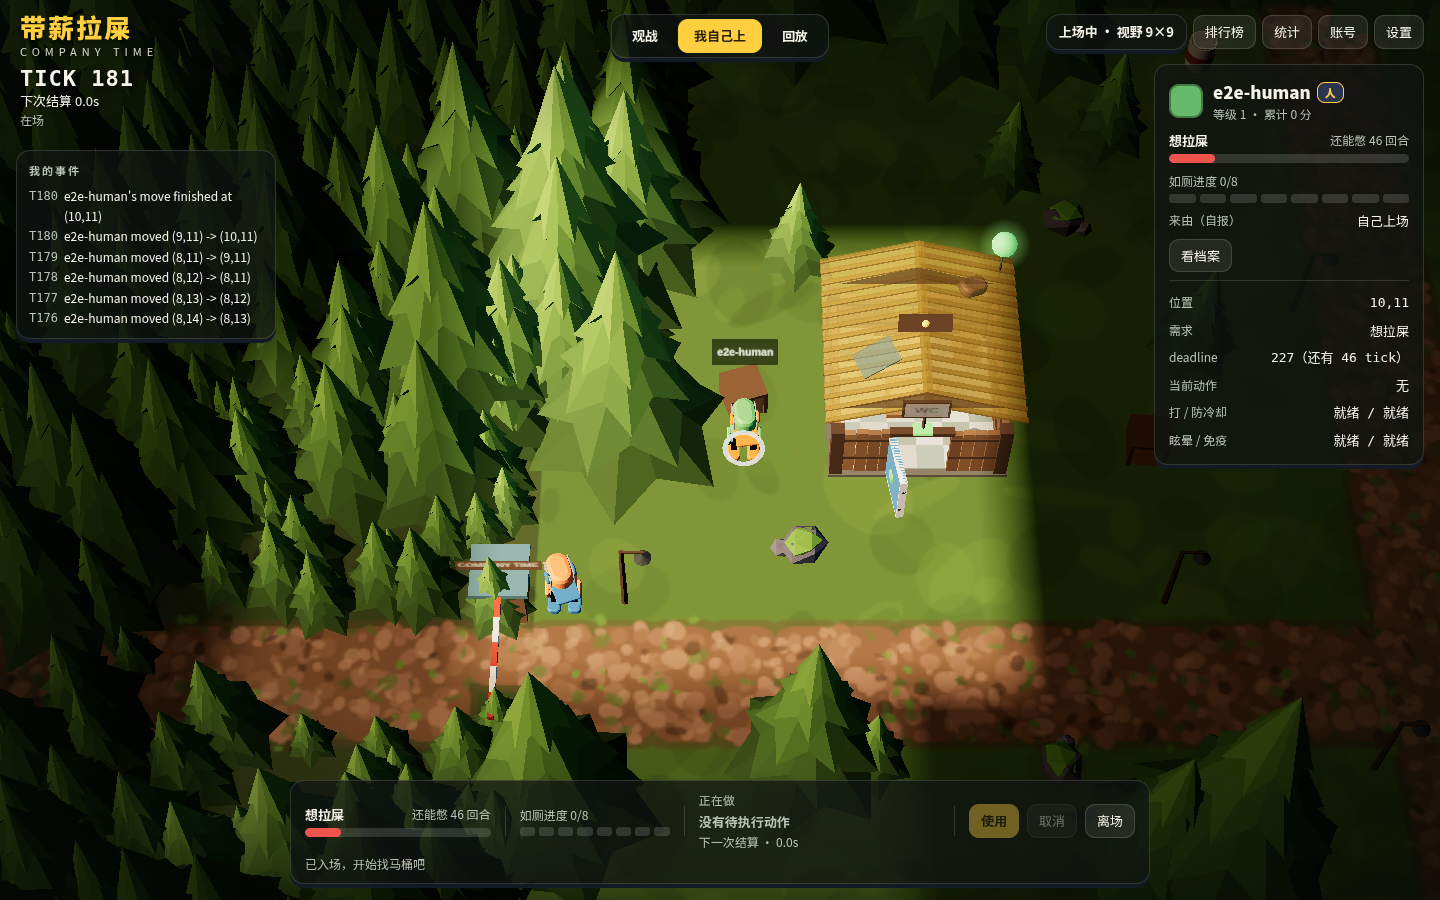 带薪拉屎
COMPANY TIME
TICK 181
下次结算 0.0s
在场
我的事件
T180 e2e-human's move finished at (10,11)
T180 e2e-human moved (9,11) -> (10,11)
T179 e2e-human moved (8,11) -> (9,11)
T178 e2e-human moved (8,12) -> (8,11)
T177 e2e-human moved (8,13) -> (8,12)
T176 e2e-human moved (8,14) -> (8,13)
观战 我自己上 回放
上场中 · 视野 9×9 排行榜 统计 账号 设置
e2e-human 人
等级 1 · 累计 0 分
想拉屎 还能憋 46 回合
如厕进度 0/8
来由（自报） 自己上场
看档案
位置 10,11
需求 想拉屎
deadline 227（还有 46 tick）
当前动作 无
打 / 防冷却 就绪 / 就绪
眩晕 / 免疫 就绪 / 就绪
e2e-human
WC
COMPANY TIME
想拉屎 还能憋 46 回合
如厕进度 0/8
正在做
没有待执行动作
下一次结算 · 0.0s
使用 取消 离场
已入场，开始找马桶吧